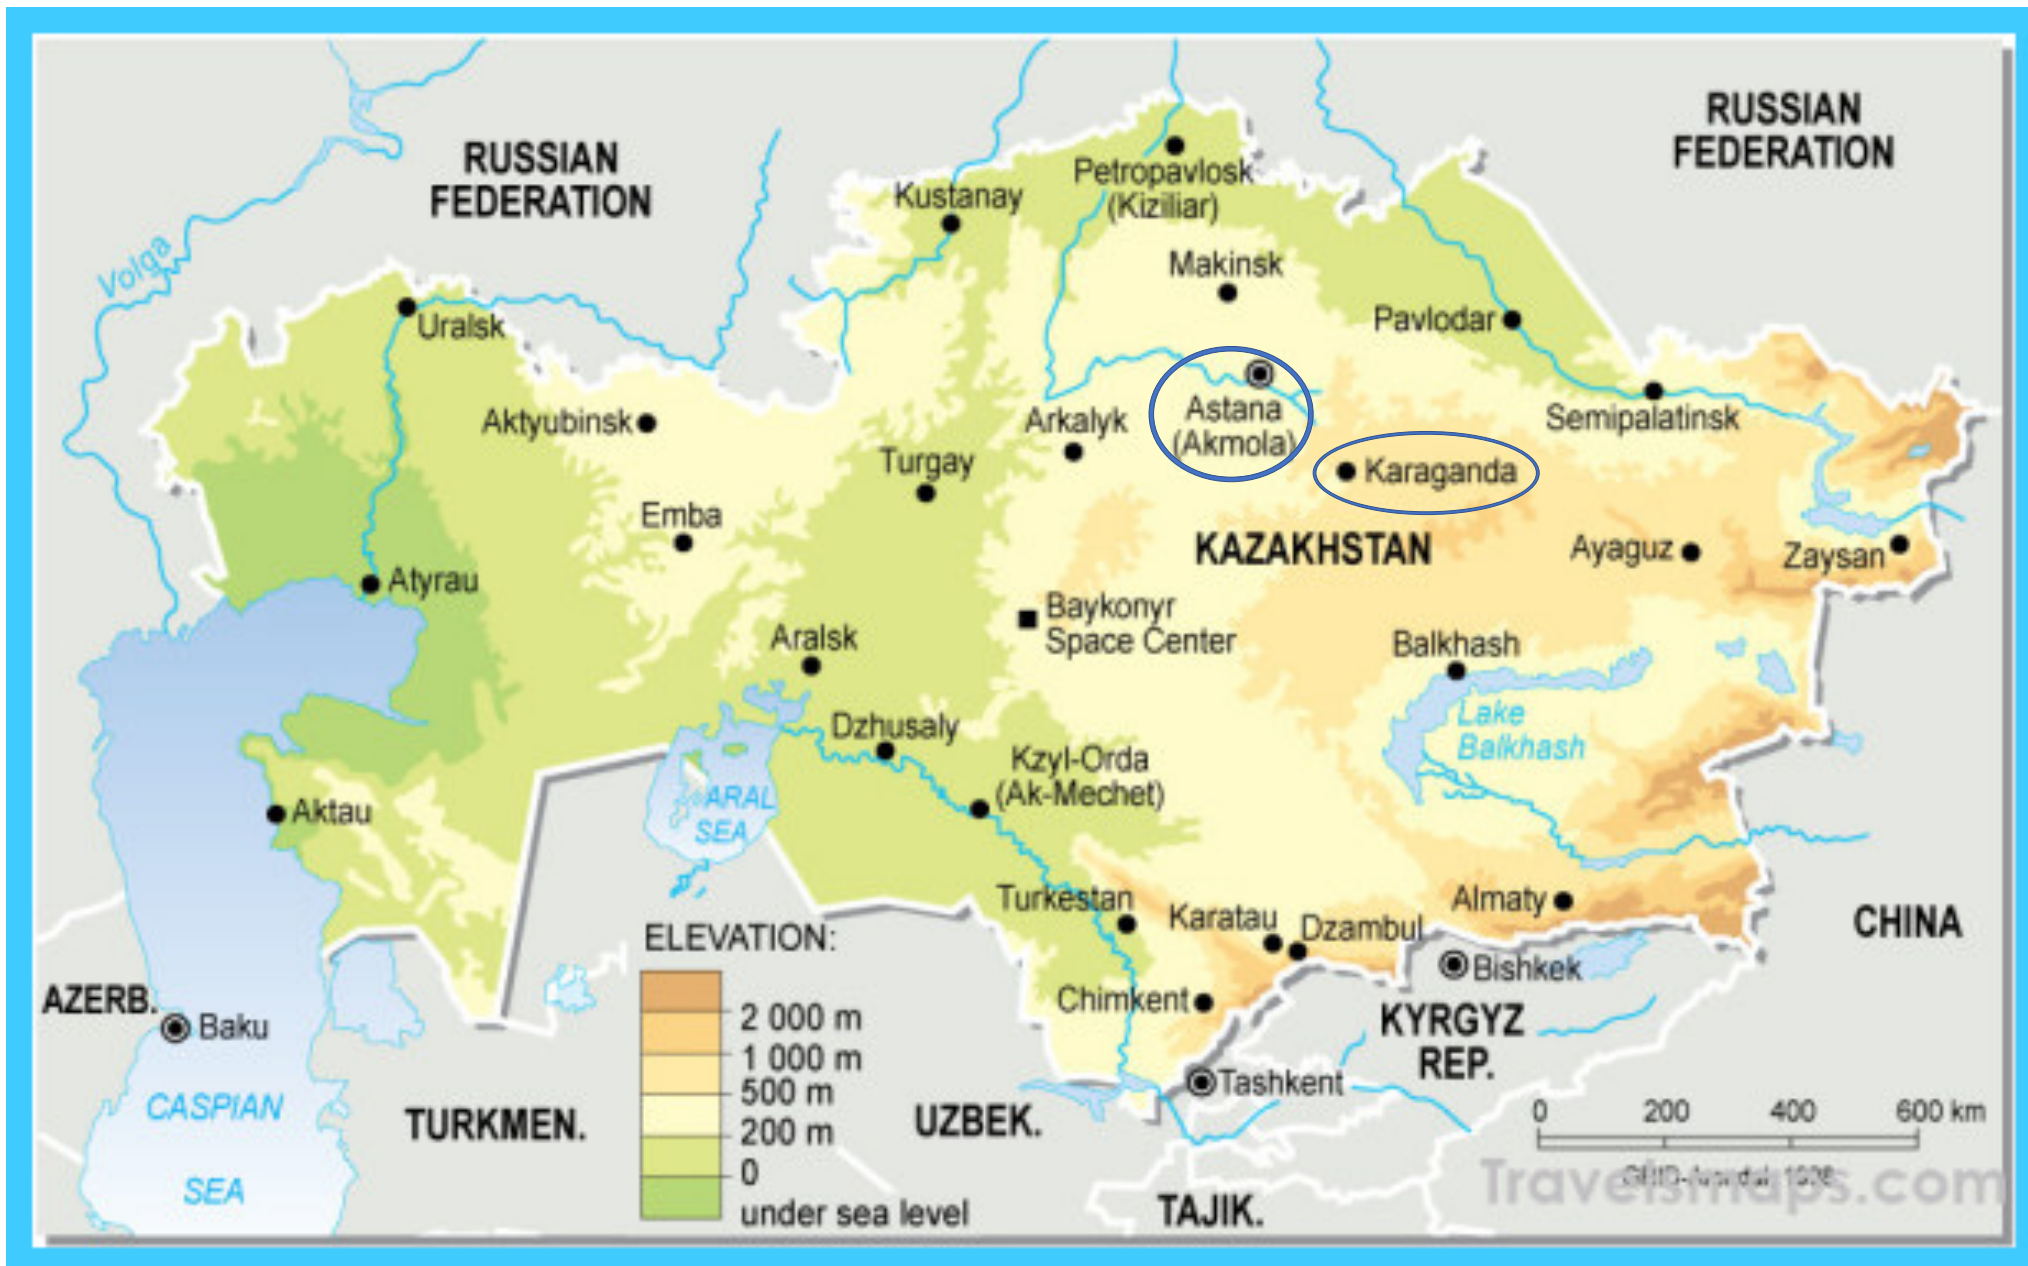 RUSSIAN
FEDERATION
RUSSIAN
FEDERATION
Volga
Petropavlosk
(Kiziliar)
Kustanay
Makinsk
Uralsk
Pavlodar
Aktyubinsk
Arkalyk
Astana
(Akmola)
Semipalatinsk
Turgay
Karaganda
Emba
KAZAKHSTAN
Ayaguz
Zaysan
Atyrau
Baykonyr
Space Center
Aralsk
Balkhash
Lake
Balkhash
Dzhusaly
Kzyl-Orda
(Ak-Mechet)
Aktau
ARAL
SEA
Turkestan
Karatau
Dzambul
Almaty
CHINA
ELEVATION:
Bishkek
AZERB.
Baku
Chimkent
KYRGYZ
REP.
2 000 m
1 000 m
500 m
200 m
0
under sea level
Tashkent
CASPIAN
SEA
TURKMEN.
UZBEK.
TAJIK.
0 200 400 600 km
Travelsmaps.com